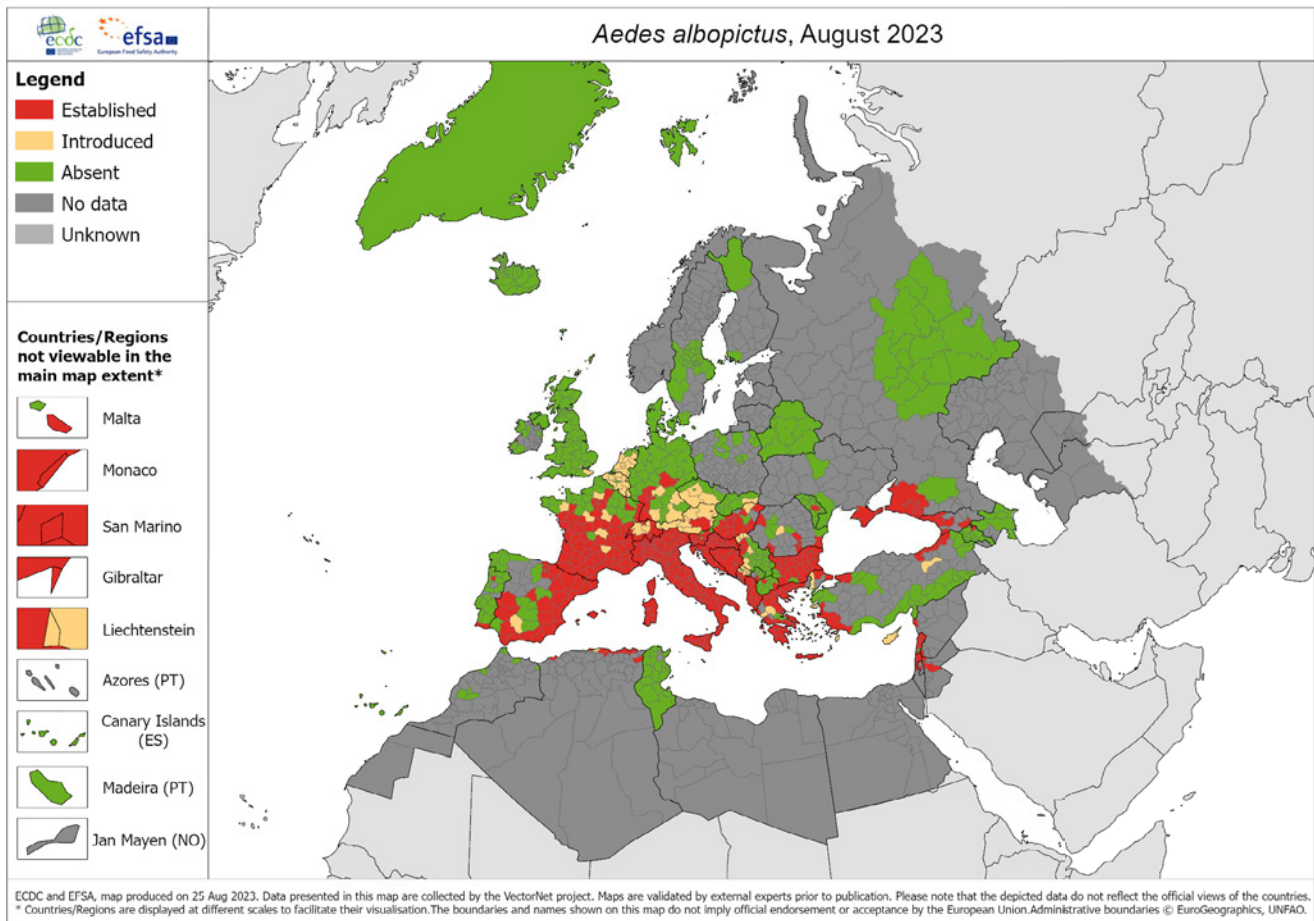 ecdc
efsa
European Food Safety Authority
Aedes albopictus, August 2023
Legend
Established
Introduced
Absent
No data
Unknown
Countries/Regions
not viewable in the
main map extent*
Malta
Monaco
San Marino
Gibraltar
Liechtenstein
Azores (PT)
Canary Islands
(ES)
Madeira (PT)
Jan Mayen (NO)
ECDC and EFSA, map produced on 25 Aug 2023. Data presented in this map are collected by the VectorNet project. Maps are validated by external experts prior to publication. Please note that the depicted data do not reflect the official views of the countries.
* Countries/Regions are displayed at different scales to facilitate their visualisation.The boundaries and names shown on this map do not imply official endorsement or acceptance by the European Union.Administrative boundaries © EuroGeographics, UNFAO.